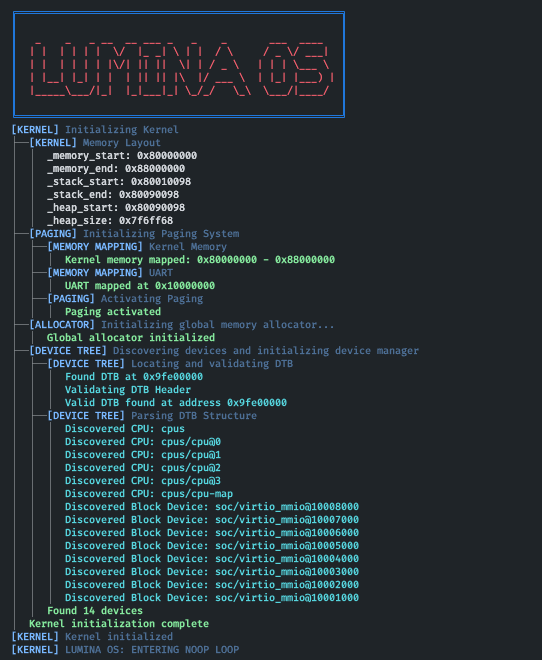 LUMINA OS
[KERNEL] Initializing Kernel
[KERNEL] Memory Layout
_memory_start: 0x80000000
_memory_end: 0x88000000
_stack_start: 0x80010098
_stack_end: 0x80090098
_heap_start: 0x80090098
_heap_size: 0x7f6ff68
[PAGING] Initializing Paging System
[MEMORY MAPPING] Kernel Memory
Kernel memory mapped: 0x80000000 - 0x88000000
[MEMORY MAPPING] UART
UART mapped at 0x10000000
[PAGING] Activating Paging
Paging activated
[ALLOCATOR] Initializing global memory allocator...
Global allocator initialized
[DEVICE TREE] Discovering devices and initializing device manager
[DEVICE TREE] Locating and validating DTB
Found DTB at 0x9fe00000
Validating DTB Header
Valid DTB found at address 0x9fe00000
[DEVICE TREE] Parsing DTB Structure
Discovered CPU: cpus
Discovered CPU: cpus/cpu@0
Discovered CPU: cpus/cpu@1
Discovered CPU: cpus/cpu@2
Discovered CPU: cpus/cpu@3
Discovered CPU: cpus/cpu-map
Discovered Block Device: soc/virtio_mmio@10008000
Discovered Block Device: soc/virtio_mmio@10007000
Discovered Block Device: soc/virtio_mmio@10006000
Discovered Block Device: soc/virtio_mmio@10005000
Discovered Block Device: soc/virtio_mmio@10004000
Discovered Block Device: soc/virtio_mmio@10003000
Discovered Block Device: soc/virtio_mmio@10002000
Discovered Block Device: soc/virtio_mmio@10001000
Found 14 devices
Kernel initialization complete
[KERNEL] Kernel initialized
[KERNEL] LUMINA OS: ENTERING NOOP LOOP